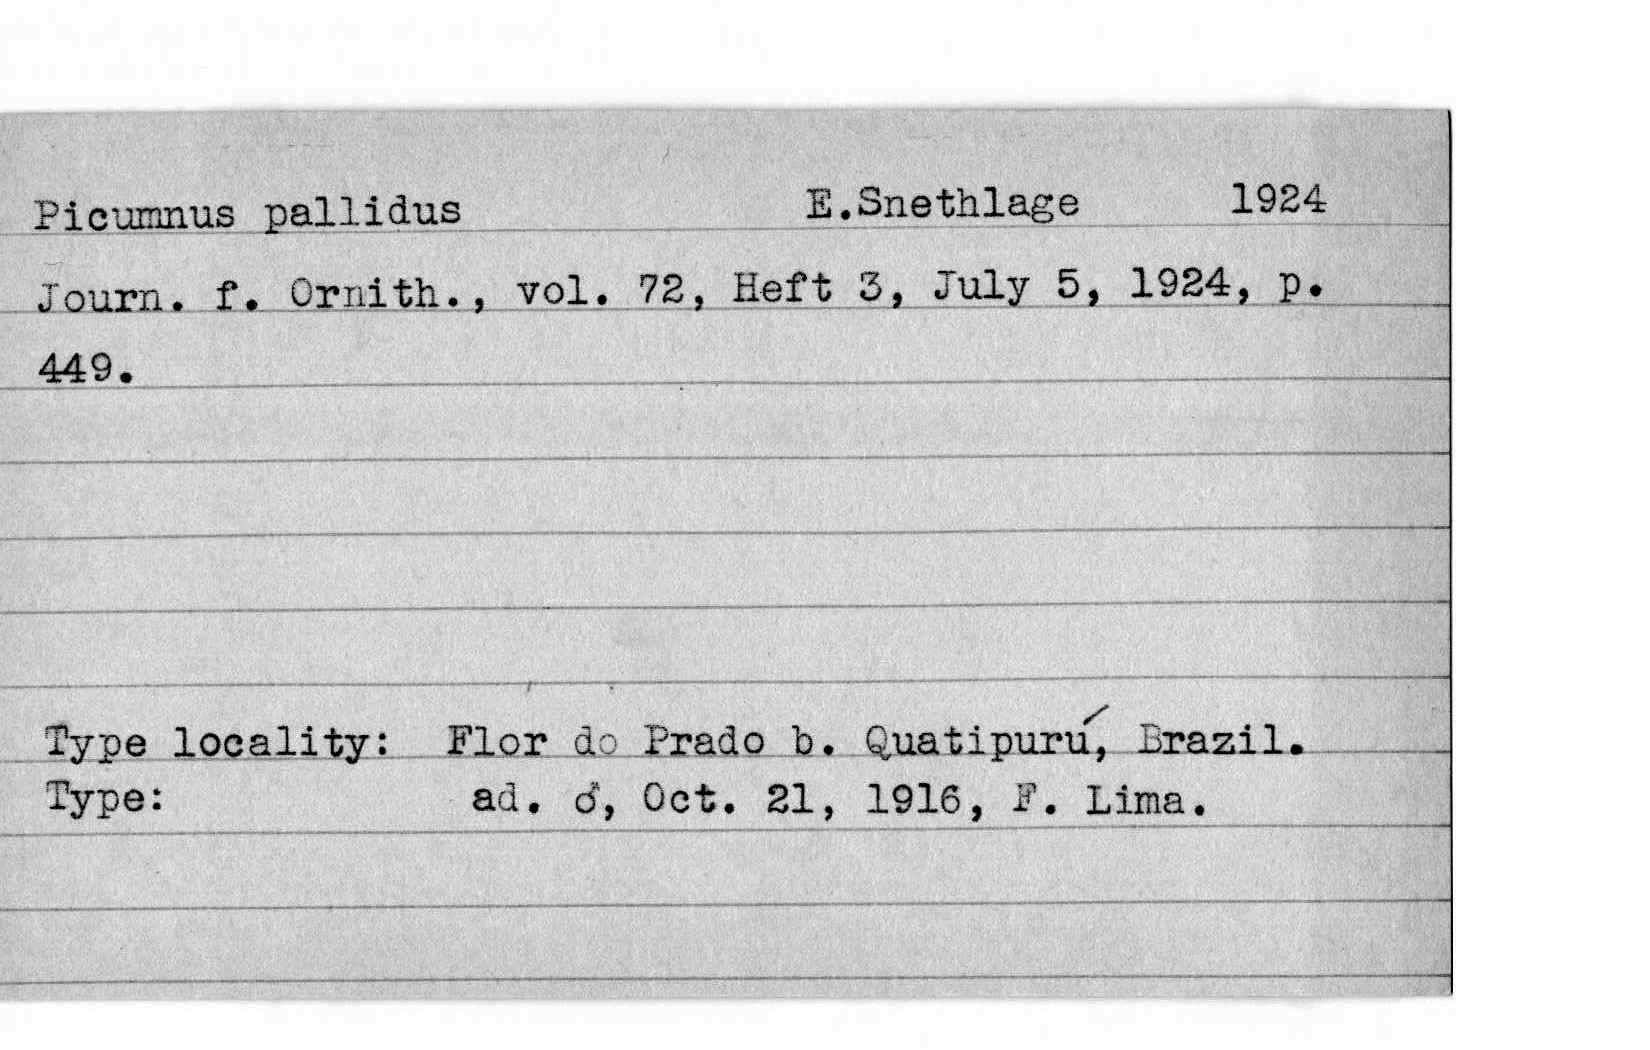 Picumnus pallidus E.Snethlage 1924
Journ. f. Ornith., vol. 72, Heft 3, July 5, 1924, p.
449.
Type locality: Flor do Prado b. Quatipurú, Brazil.
Type: ad. ♂, Oct. 21, 1916, F. Lima.